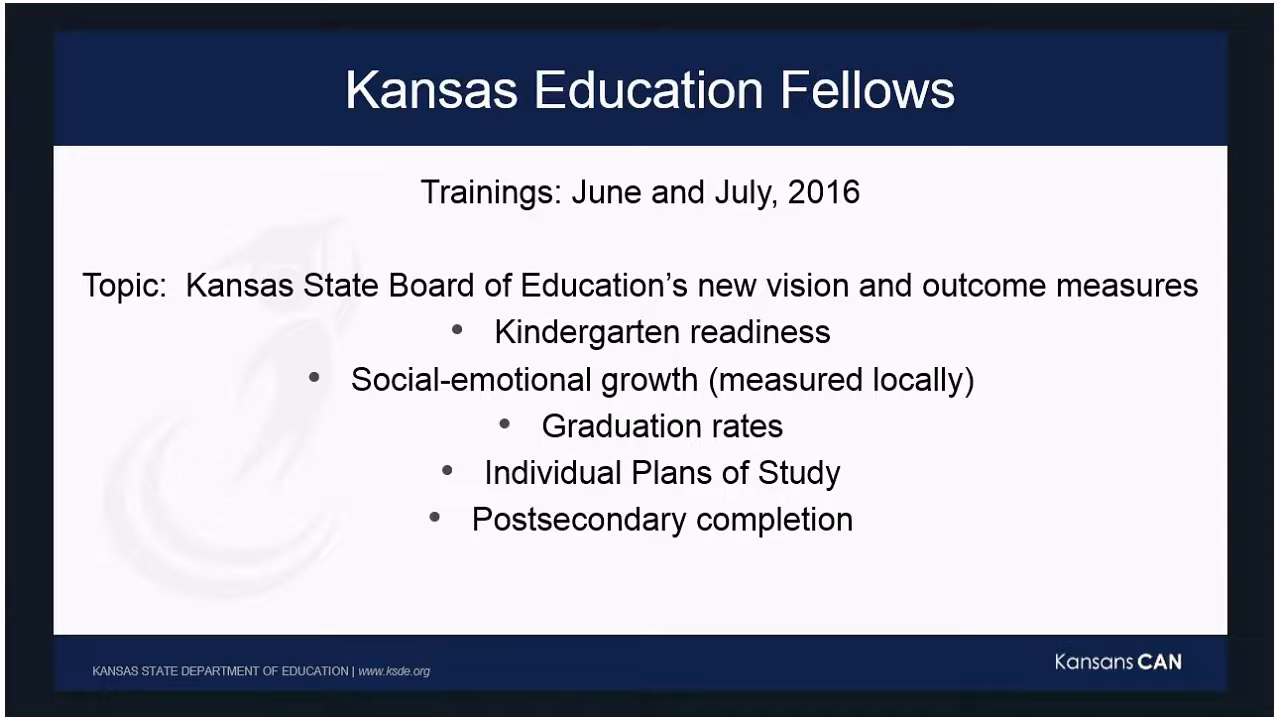 Kansas Education Fellows
Trainings: June and July, 2016
Topic:  Kansas State Board of Education’s new vision and outcome measures
• Kindergarten readiness
• Social-emotional growth (measured locally)
• Graduation rates
• Individual Plans of Study
• Postsecondary completion
KANSAS STATE DEPARTMENT OF EDUCATION | www.ksde.org
KansansCAN